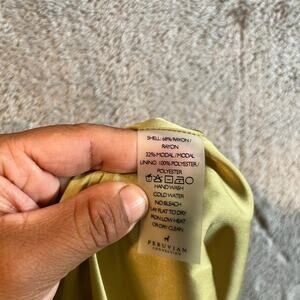 SHELL: 68% RAYON /
RAYON
32% MODAL / MODAL
LINING: 100% POLYESTER /
POLYESTER
HAND WASH
COLD WATER
NO BLEACH
LAY FLAT TO DRY
IRON LOW HEAT
OR DRY CLEAN
PERUVIAN
CONNECTION